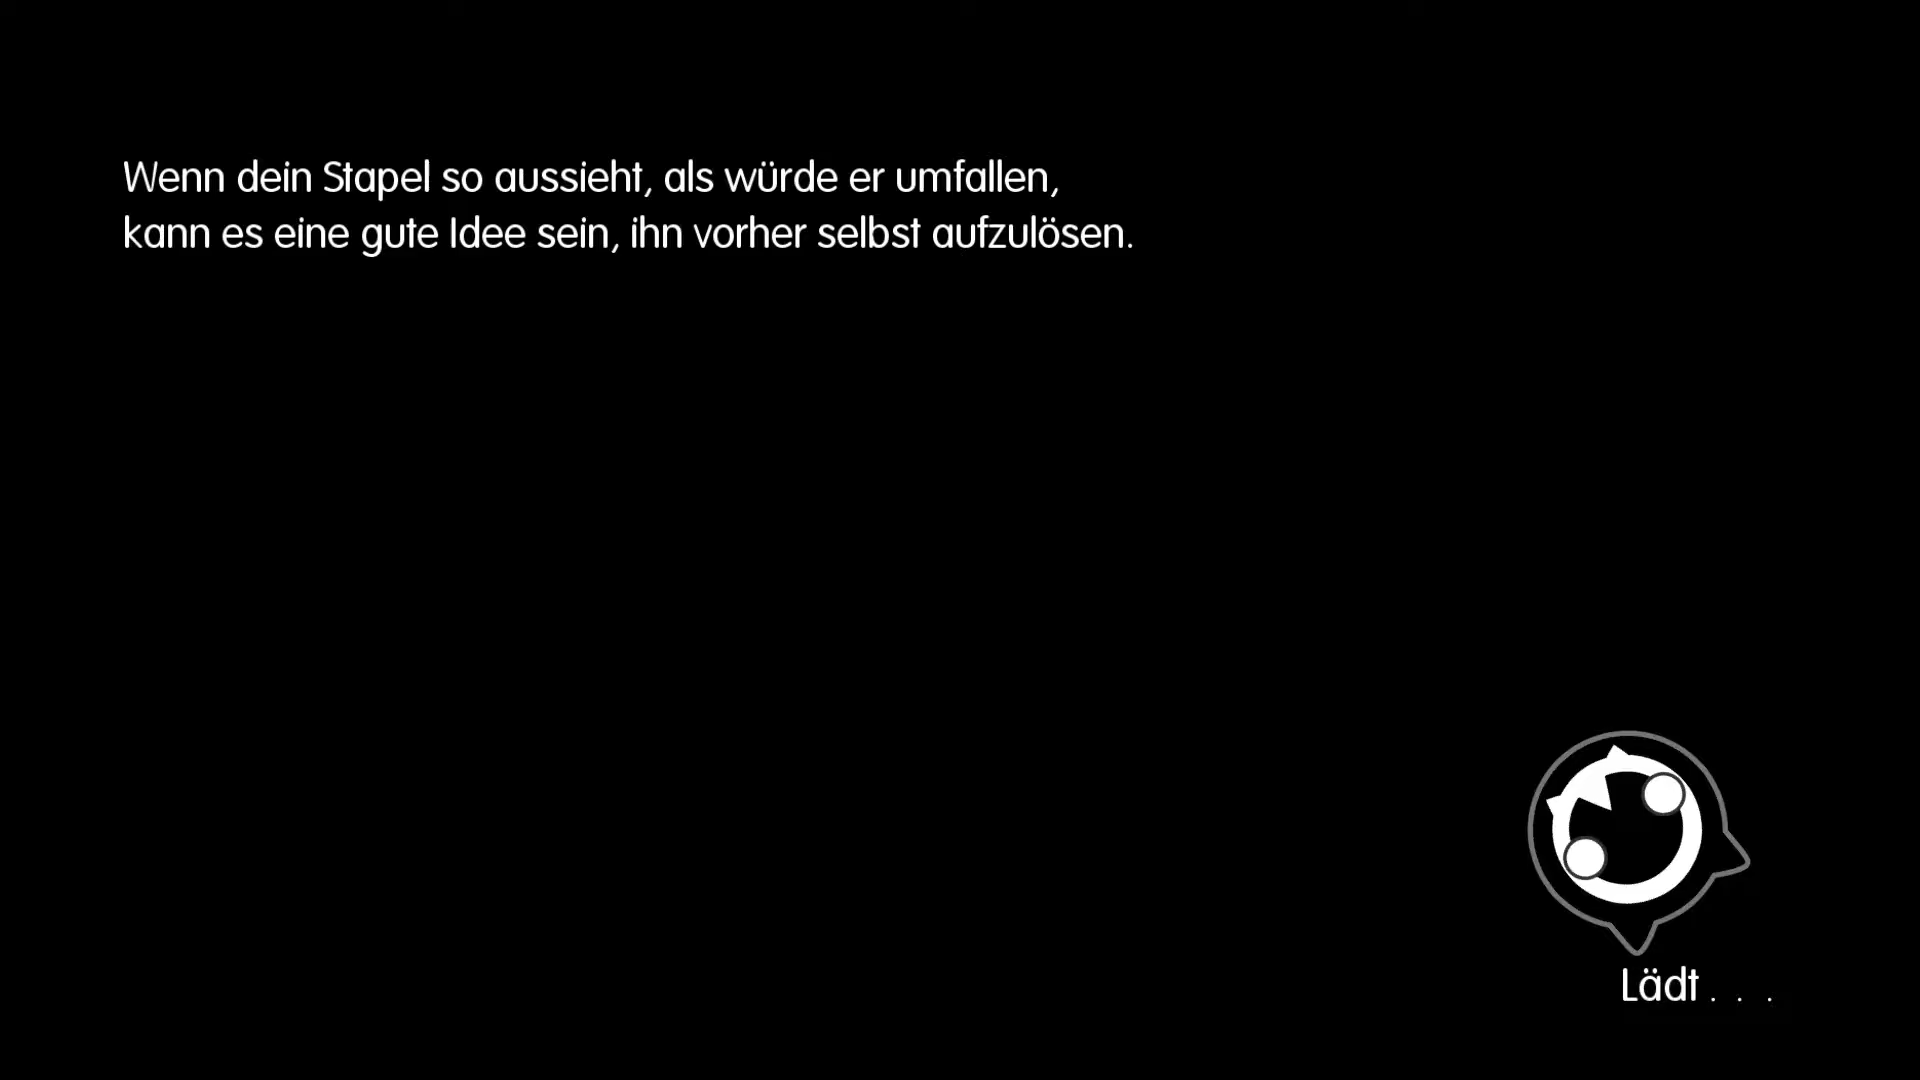 Wenn dein Stapel so aussieht, als würde er umfallen,
kann es eine gute Idee sein, ihn vorher selbst aufzulösen.
Lädt . . .